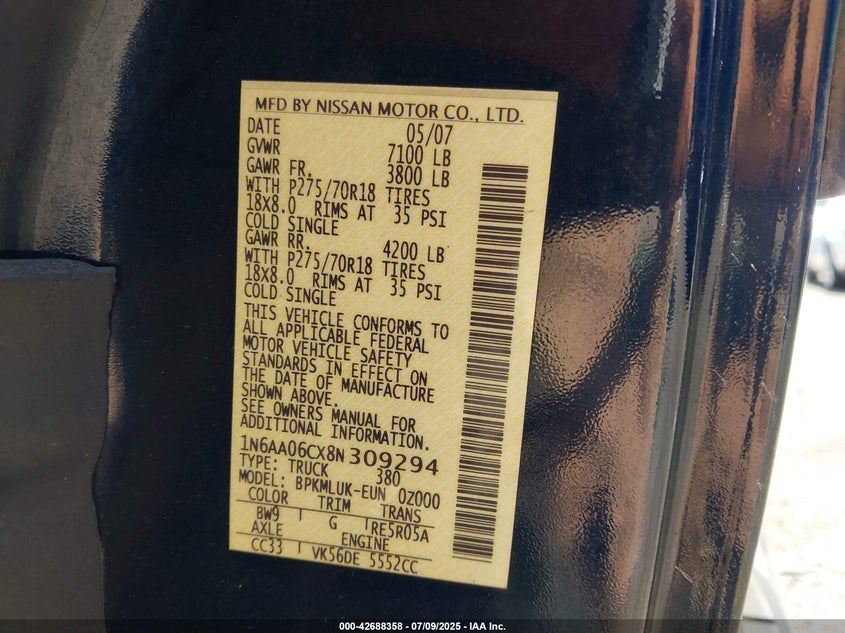 MFD BY NISSAN MOTOR CO., LTD.
DATE 05/07
GVWR 7100 LB
GAWR FR. 3800 LB
WITH P275/70R18 TIRES
18X8.0 RIMS AT 35 PSI
COLD SINGLE
GAWR RR. 4200 LB
WITH P275/70R18 TIRES
18X8.0 RIMS AT 35 PSI
COLD SINGLE
THIS VEHICLE CONFORMS TO
ALL APPLICABLE FEDERAL
MOTOR VEHICLE SAFETY
STANDARDS IN EFFECT ON
THE DATE OF MANUFACTURE
SHOWN ABOVE.
SEE OWNERS MANUAL FOR
ADDITIONAL INFORMATION.
1N6AA06CX8N309294
TYPE: TRUCK 380
MODEL: BPKMLUK-EUN 0Z000
COLOR TRIM TRANS
BW9 G RE5R05A
AXLE ENGINE
CC33 VK56DE 5552CC
000-42688358 - 07/09/2025 - IAA Inc.